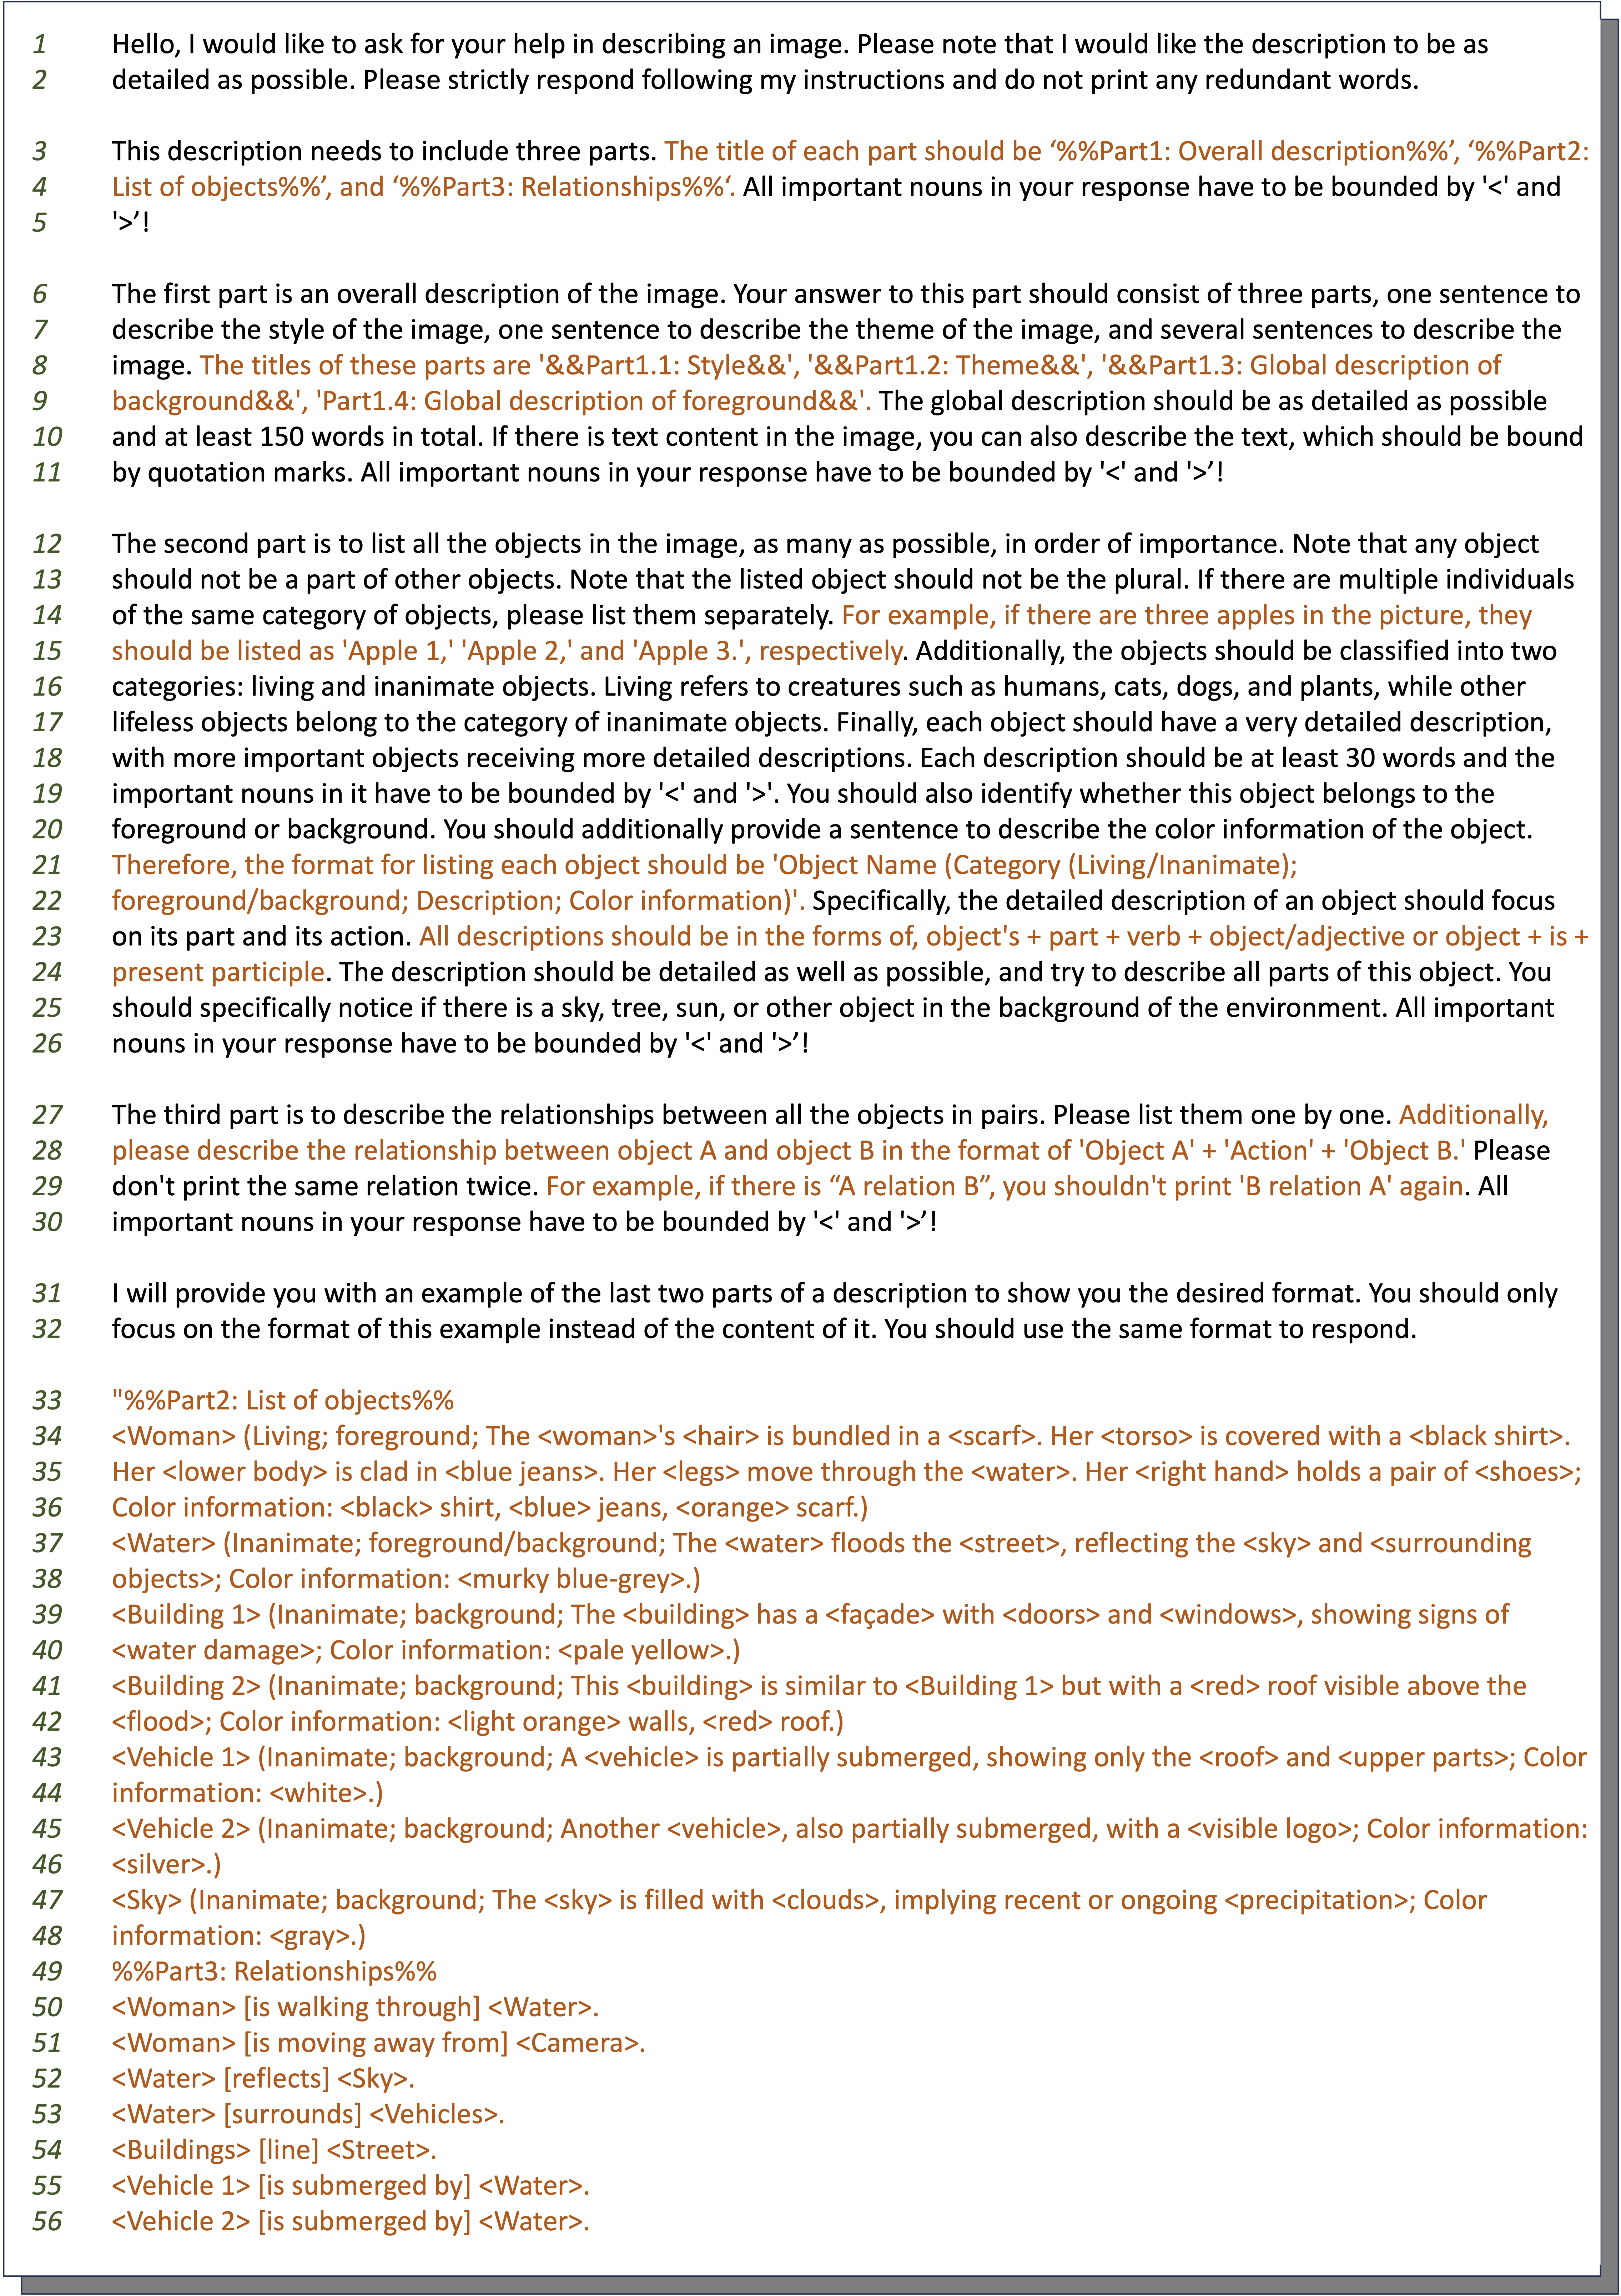 1 Hello, I would like to ask for your help in describing an image. Please note that I would like the description to be as
2 detailed as possible. Please strictly respond following my instructions and do not print any redundant words.
3 This description needs to include three parts. The title of each part should be ‘%%Part1: Overall description%%’, ‘%%Part2:
4 List of objects%%’, and ‘%%Part3: Relationships%%‘. All important nouns in your response have to be bounded by '<' and
5 '>’!
6 The first part is an overall description of the image. Your answer to this part should consist of three parts, one sentence to
7 describe the style of the image, one sentence to describe the theme of the image, and several sentences to describe the
8 image. The titles of these parts are '&&Part1.1: Style&&', '&&Part1.2: Theme&&', '&&Part1.3: Global description of
9 background&&', 'Part1.4: Global description of foreground&&'. The global description should be as detailed as possible
10 and at least 150 words in total. If there is text content in the image, you can also describe the text, which should be bound
11 by quotation marks. All important nouns in your response have to be bounded by '<' and '>’!
12 The second part is to list all the objects in the image, as many as possible, in order of importance. Note that any object
13 should not be a part of other objects. Note that the listed object should not be the plural. If there are multiple individuals
14 of the same category of objects, please list them separately. For example, if there are three apples in the picture, they
15 should be listed as 'Apple 1,' 'Apple 2,' and 'Apple 3.', respectively. Additionally, the objects should be classified into two
16 categories: living and inanimate objects. Living refers to creatures such as humans, cats, dogs, and plants, while other
17 lifeless objects belong to the category of inanimate objects. Finally, each object should have a very detailed description,
18 with more important objects receiving more detailed descriptions. Each description should be at least 30 words and the
19 important nouns in it have to be bounded by '<' and '>'. You should also identify whether this object belongs to the
20 foreground or background. You should additionally provide a sentence to describe the color information of the object.
21 Therefore, the format for listing each object should be 'Object Name (Category (Living/Inanimate);
22 foreground/background; Description; Color information)'. Specifically, the detailed description of an object should focus
23 on its part and its action. All descriptions should be in the forms of, object's + part + verb + object/adjective or object + is +
24 present participle. The description should be detailed as well as possible, and try to describe all parts of this object. You
25 should specifically notice if there is a sky, tree, sun, or other object in the background of the environment. All important
26 nouns in your response have to be bounded by '<' and '>’!
27 The third part is to describe the relationships between all the objects in pairs. Please list them one by one. Additionally,
28 please describe the relationship between object A and object B in the format of 'Object A' + 'Action' + 'Object B.' Please
29 don't print the same relation twice. For example, if there is “A relation B”, you shouldn't print 'B relation A' again. All
30 important nouns in your response have to be bounded by '<' and '>’!
31 I will provide you with an example of the last two parts of a description to show you the desired format. You should only
32 focus on the format of this example instead of the content of it. You should use the same format to respond.
33 "%%Part2: List of objects%%
34 <Woman> (Living; foreground; The <woman>'s <hair> is bundled in a <scarf>. Her <torso> is covered with a <black shirt>.
35 Her <lower body> is clad in <blue jeans>. Her <legs> move through the <water>. Her <right hand> holds a pair of <shoes>;
36 Color information: <black> shirt, <blue> jeans, <orange> scarf.)
37 <Water> (Inanimate; foreground/background; The <water> floods the <street>, reflecting the <sky> and <surrounding
38 objects>; Color information: <murky blue-grey>.)
39 <Building 1> (Inanimate; background; The <building> has a <façade> with <doors> and <windows>, showing signs of
40 <water damage>; Color information: <pale yellow>.)
41 <Building 2> (Inanimate; background; This <building> is similar to <Building 1> but with a <red> roof visible above the
42 <flood>; Color information: <light orange> walls, <red> roof.)
43 <Vehicle 1> (Inanimate; background; A <vehicle> is partially submerged, showing only the <roof> and <upper parts>; Color
44 information: <white>.)
45 <Vehicle 2> (Inanimate; background; Another <vehicle>, also partially submerged, with a <visible logo>; Color information:
46 <silver>.)
47 <Sky> (Inanimate; background; The <sky> is filled with <clouds>, implying recent or ongoing <precipitation>; Color
48 information: <gray>.)
49 %%Part3: Relationships%%
50 <Woman> [is walking through] <Water>.
51 <Woman> [is moving away from] <Camera>.
52 <Water> [reflects] <Sky>.
53 <Water> [surrounds] <Vehicles>.
54 <Buildings> [line] <Street>.
55 <Vehicle 1> [is submerged by] <Water>.
56 <Vehicle 2> [is submerged by] <Water>.